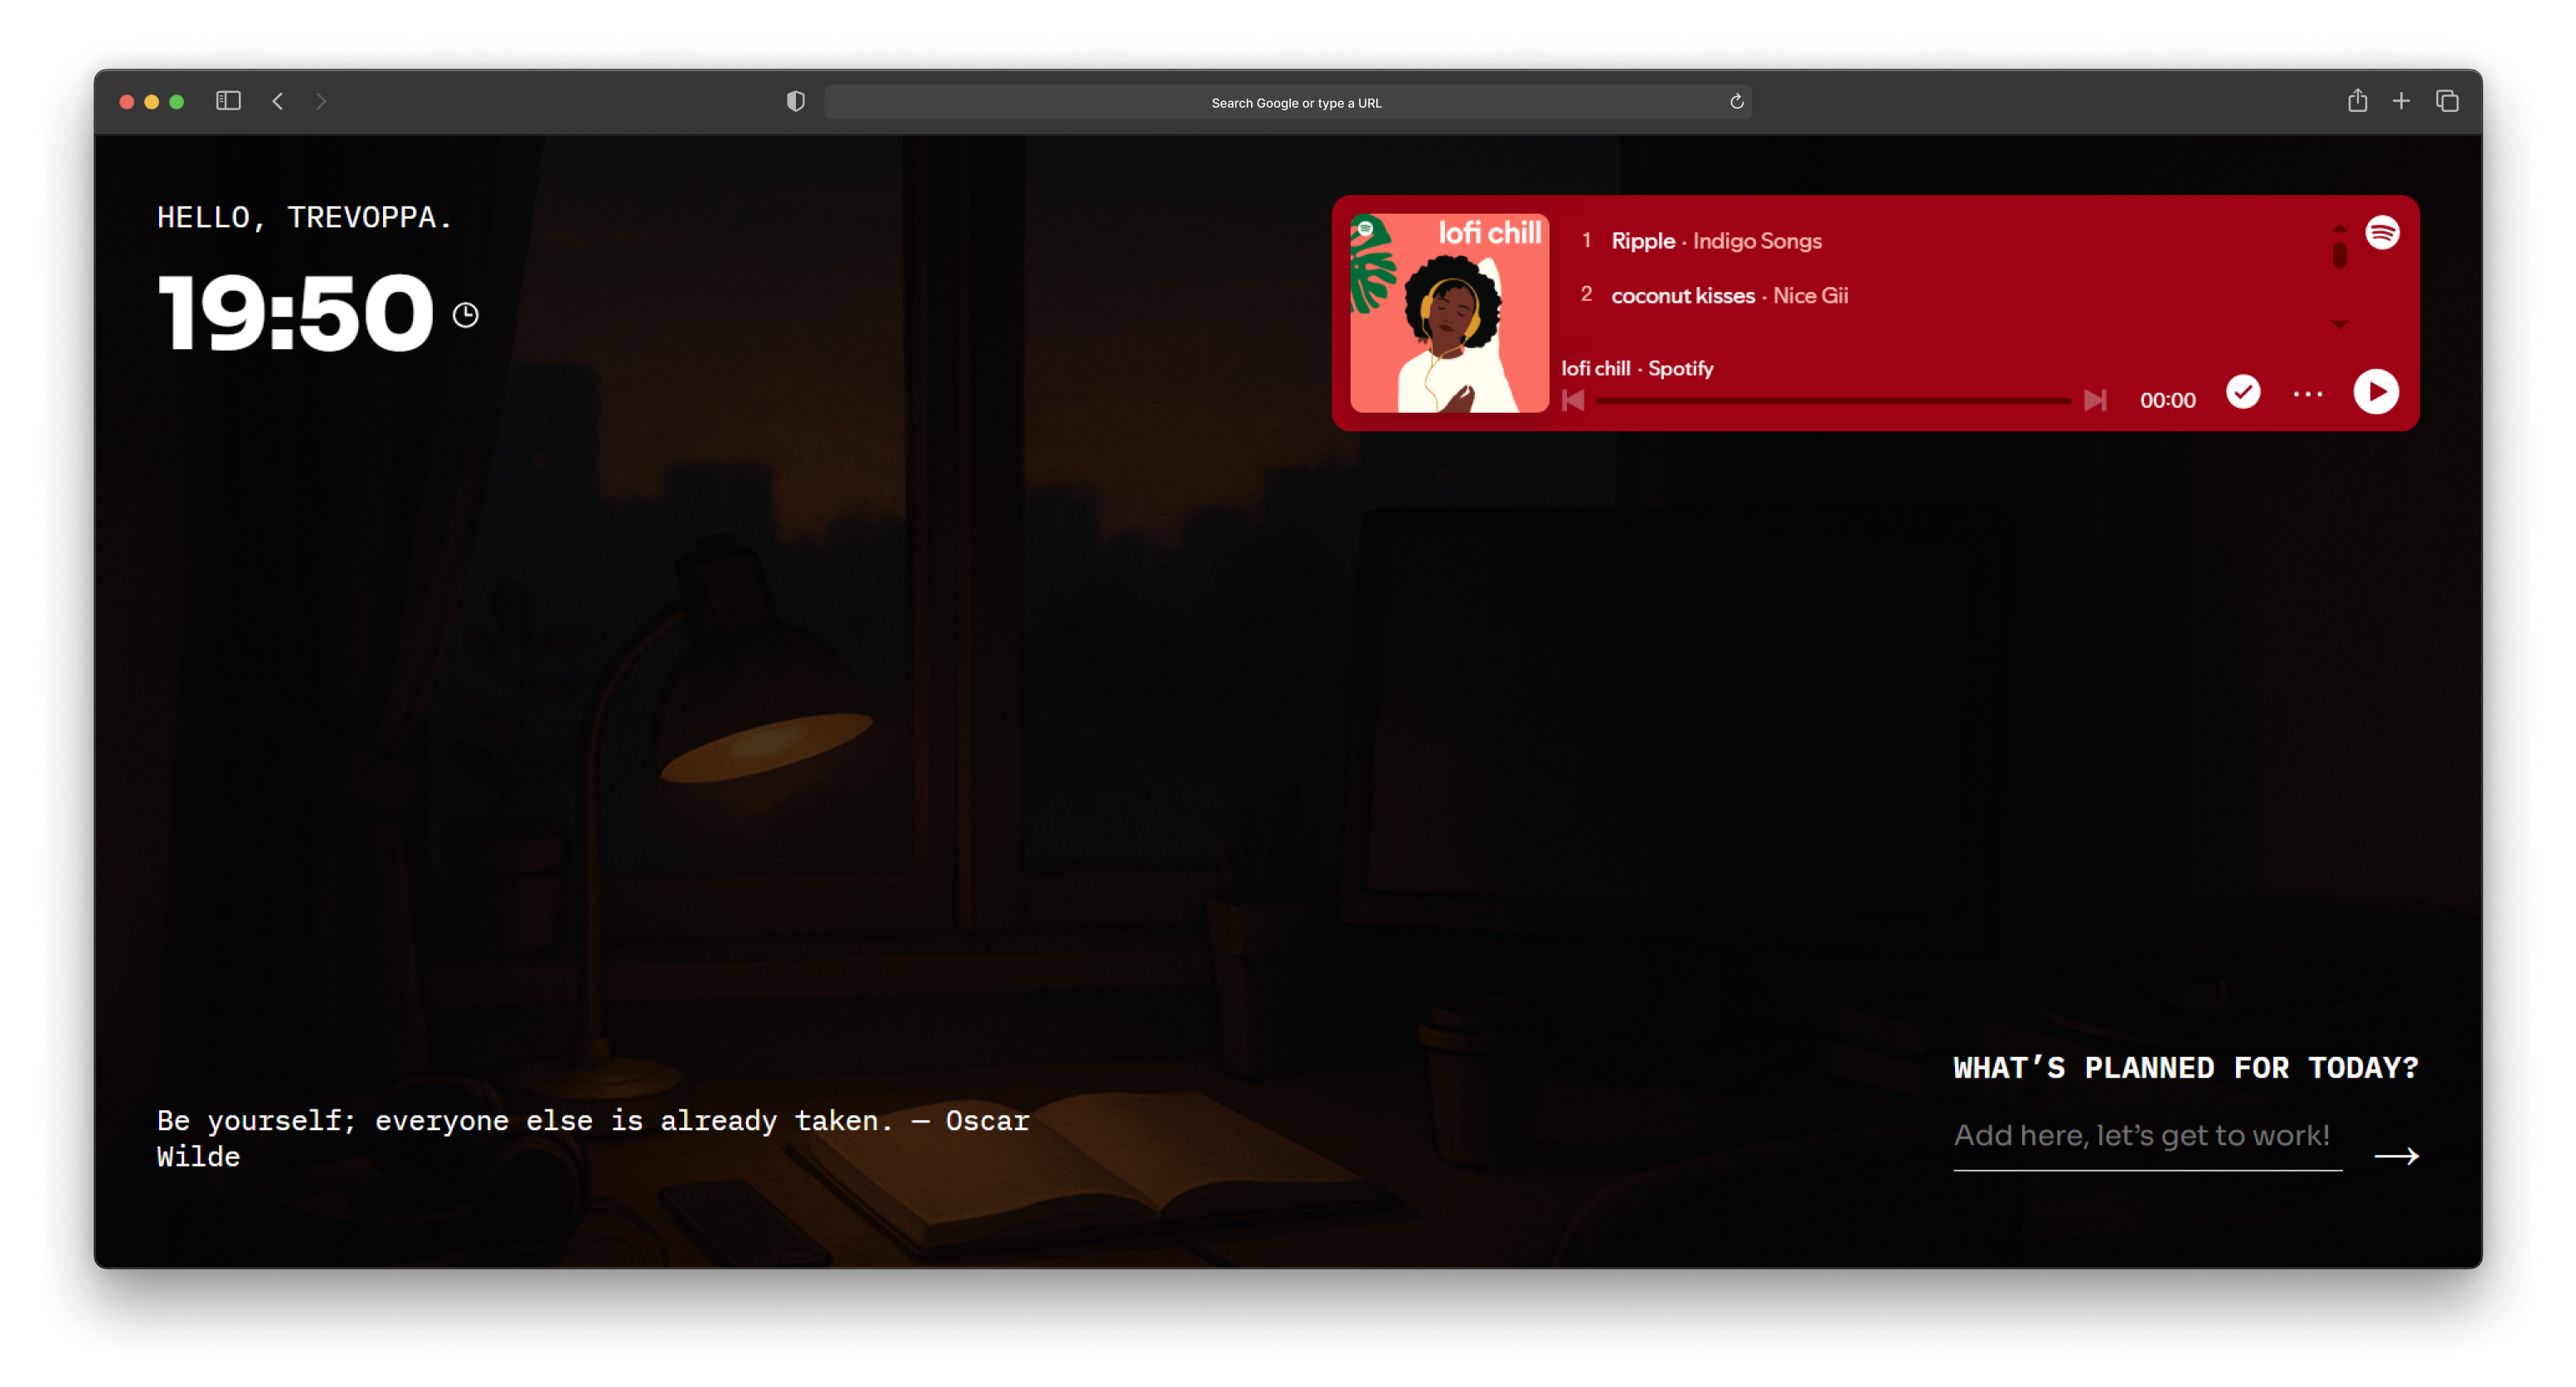 Search Google or type a URL
HELLO, TREVOPPA.
19:50
lofi chill
1 Ripple · Indigo Songs
2 coconut kisses · Nice Gii
lofi chill · Spotify
00:00
WHAT’S PLANNED FOR TODAY?
Add here, let’s get to work!
Be yourself; everyone else is already taken. — Oscar
Wilde